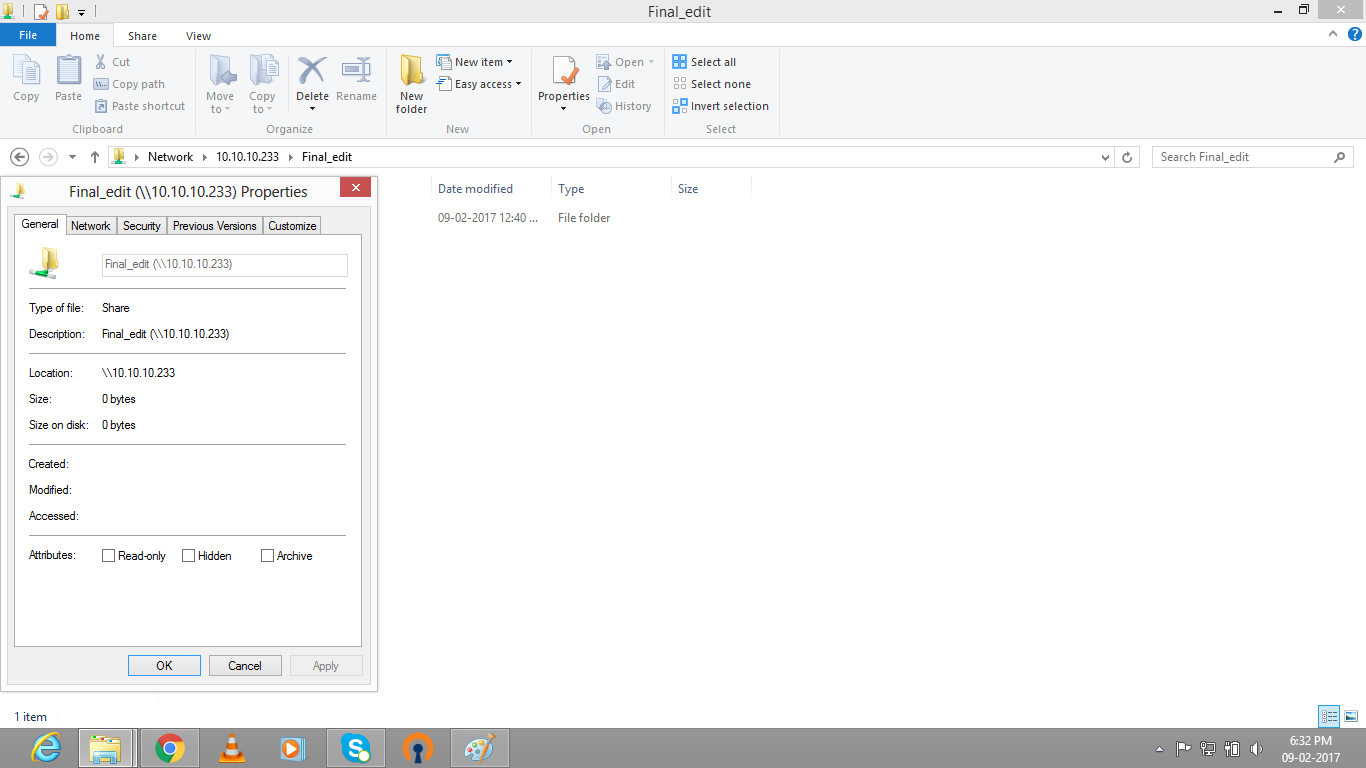 Final_edit
File Home Share View
Copy
Paste
Cut
Copy path
Paste shortcut
Clipboard
Move to
Copy to
Delete
Rename
Organize
New folder
New item
Easy access
New
Properties
Open
Edit
History
Open
Select all
Select none
Invert selection
Select
Network 10.10.10.233 Final_edit
Search Final_edit
Date modified Type Size
09-02-2017 12:40 ... File folder
Final_edit (\\10.10.10.233) Properties
General Network Security Previous Versions Customize
Final_edit (\\10.10.10.233)
Type of file: Share
Description: Final_edit (\\10.10.10.233)
Location: \\10.10.10.233
Size: 0 bytes
Size on disk: 0 bytes
Created:
Modified:
Accessed:
Attributes: Read-only Hidden Archive
OK Cancel Apply
1 item
6:32 PM
09-02-2017